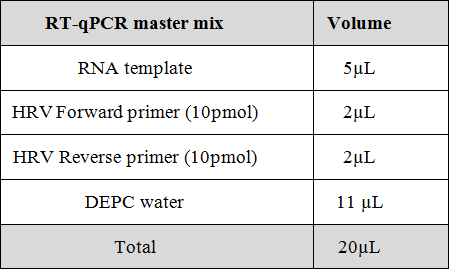 RT-qPCR master mix Volume
RNA template 5µL
HRV Forward primer (10pmol) 2µL
HRV Reverse primer (10pmol) 2µL
DEPC water 11 µL
Total 20µL